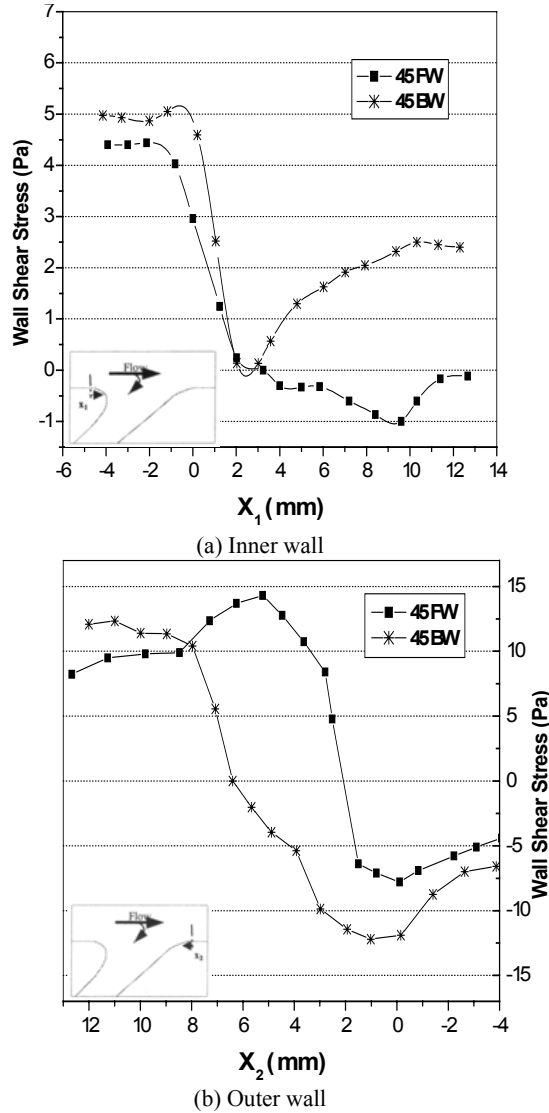 7
6
5
4
3
2
1
0
-1
Wall Shear Stress (Pa)
45FW
45BW
Flow
x1
-6 -4 -2 0 2 4 6 8 10 12 14
X1 (mm)
(a) Inner wall
15
10
5
0
-5
-10
-15
Wall Shear Stress (Pa)
45FW
45BW
Flow
x2
12 10 8 6 4 2 0 -2 -4
X2 (mm)
(b) Outer wall